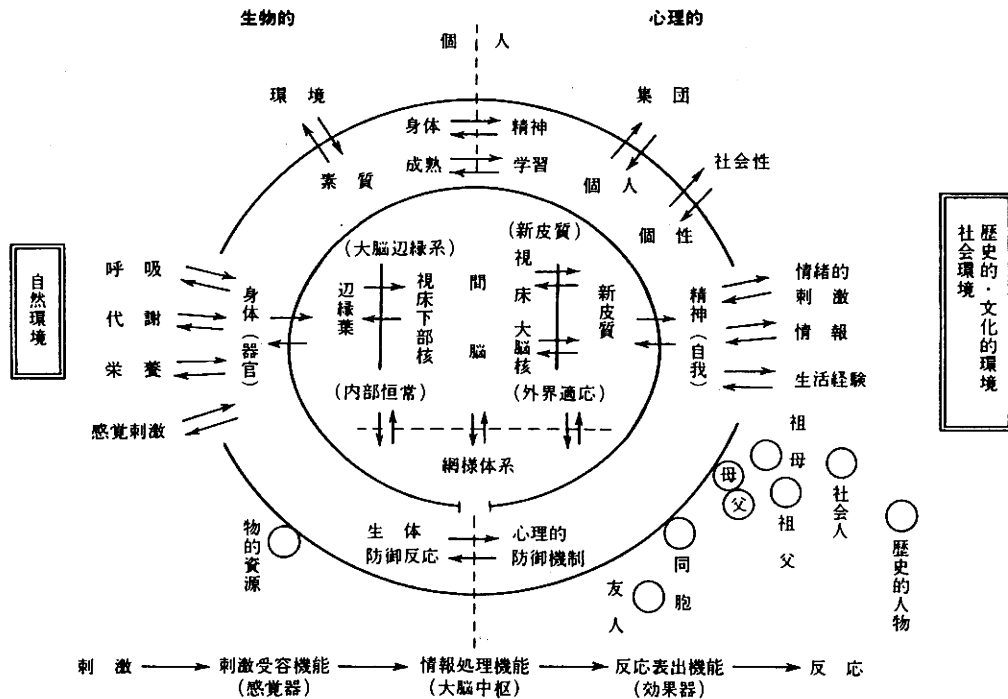 生物的
心理的
個人
環境
集団
身体
精神
社会性
成熟
学習
素質
個人
個性
(大脳辺縁系)
(新皮質)
自然環境
歴史的・文化的環境
社会環境
呼吸
代謝
栄養
感覚刺激
身体(器官)
辺縁葉
視床下部核
間脳
視床
大脳核
新皮質
精神(自我)
情緒的
刺激
情報
生活経験
(内部恒常)
(外界適応)
網様体系
祖母
母
父
祖父
社会人
歴史的人物
物的資源
生体
防御反応
心理的
防御機制
同胞
友人
刺激
刺激受容機能
(感覚器)
情報処理機能
(大脳中枢)
反応表出機能
(効果器)
反応